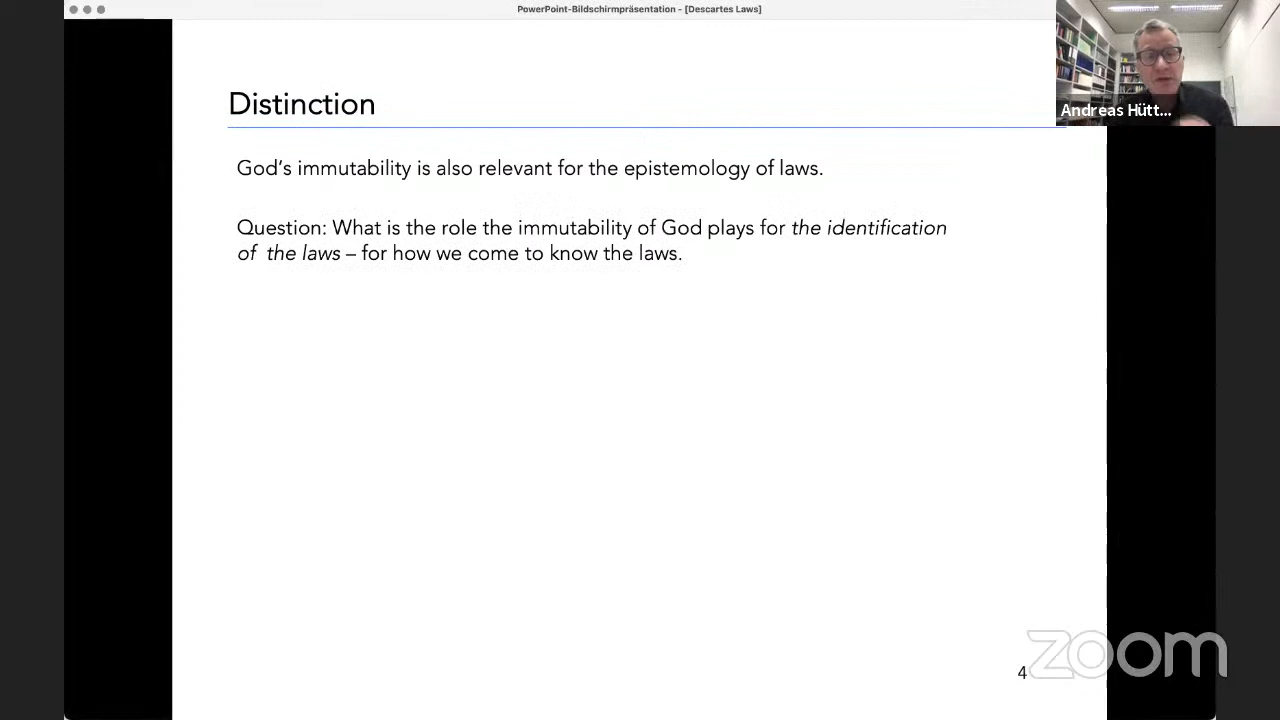 PowerPoint-Bildschirmpräsentation - [Descartes Laws]
Andreas Hütt...
Distinction
God's immutability is also relevant for the epistemology of laws.
Question: What is the role the immutability of God plays for the identification
of the laws – for how we come to know the laws.
4
zoom